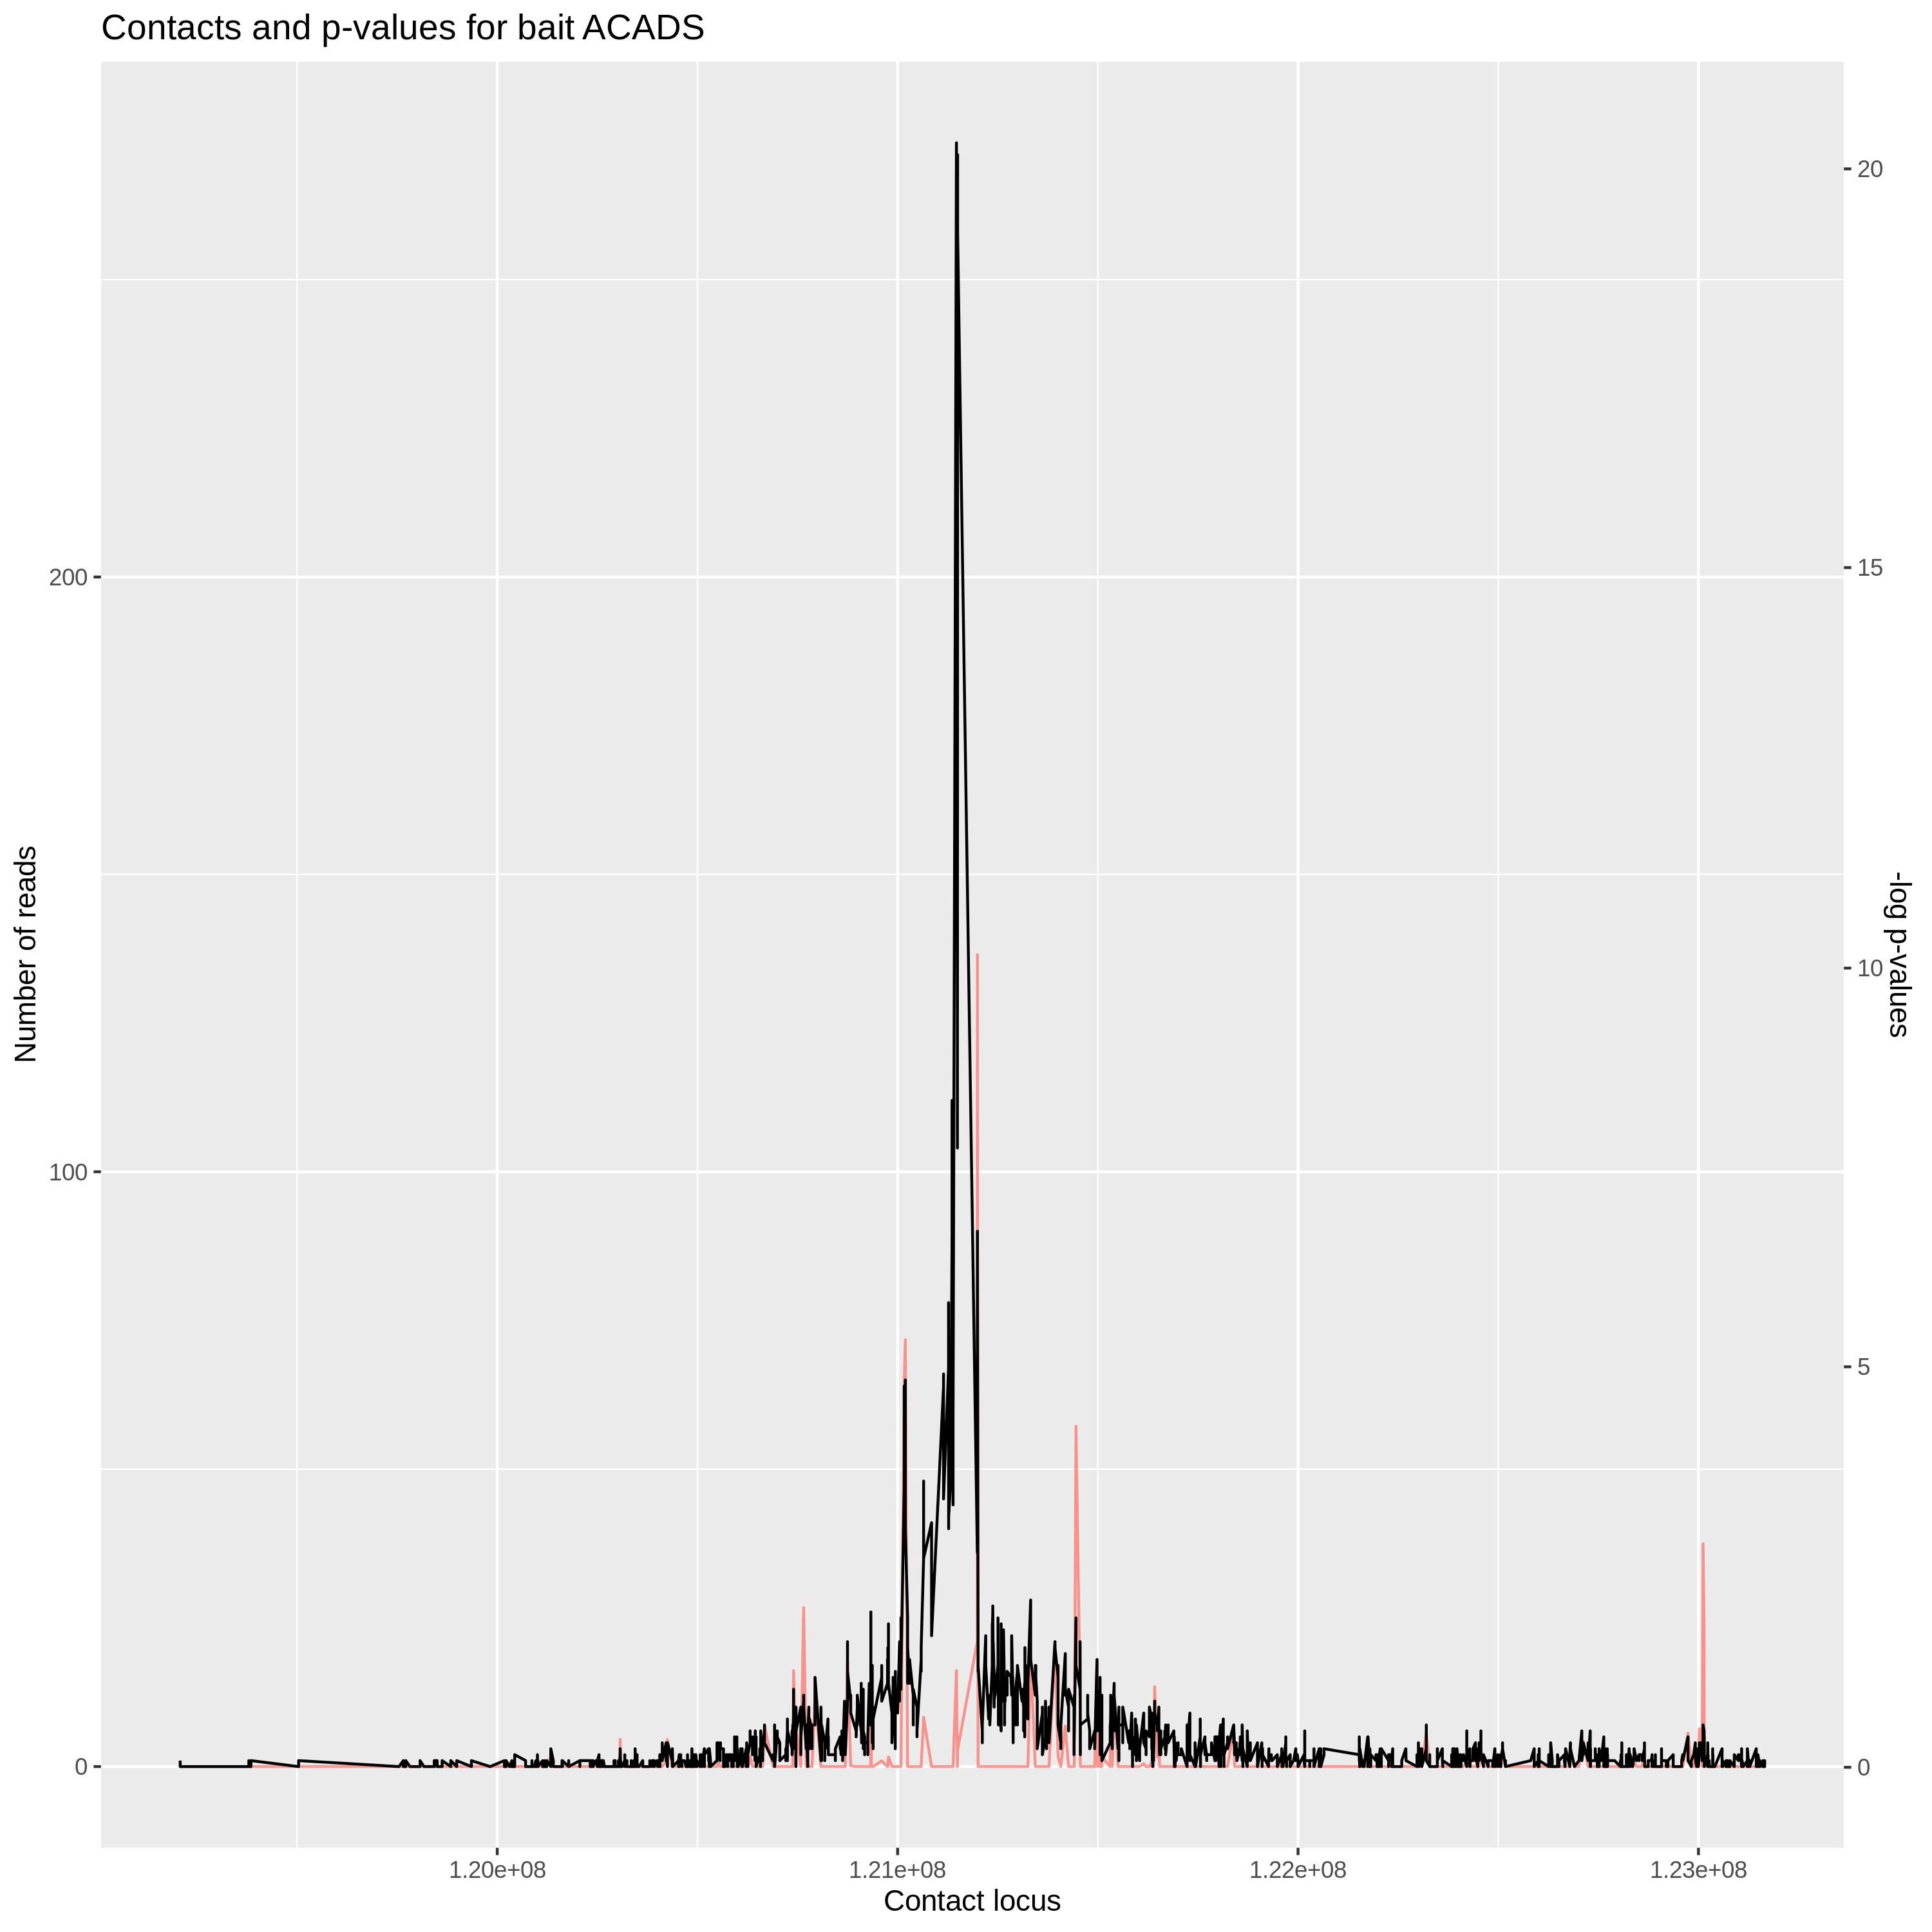 Contacts and p-values for bait ACADS
Number of reads
200
100
0
20
15
10
5
0
-log p-values
1.20e+08
1.21e+08
1.22e+08
1.23e+08
Contact locus